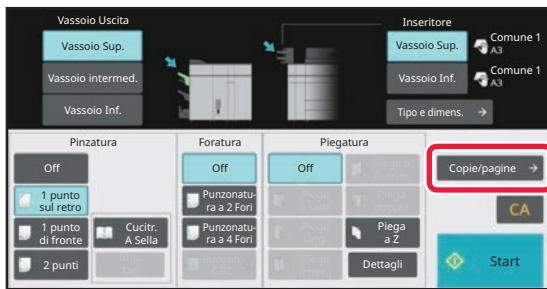 Vassoio Uscita
Inseritore
Vassoio Sup.
Vassoio intermed.
Vassoio Inf.
Vassoio Sup.
Comune 1
A3
Vassoio Inf.
Comune 1
A3
Tipo e dimens.
Pinzatura
Foratura
Piegatura
Off
1 punto
sul retro
1 punto
di fronte
Cucitr.
A Sella
2 punti
Off
Punzonatu-
ra a 2 Fori
Punzonatu-
ra a 4 Fori
Off
Piega
a Z
Dettagli
Copie/pagine
CA
Start